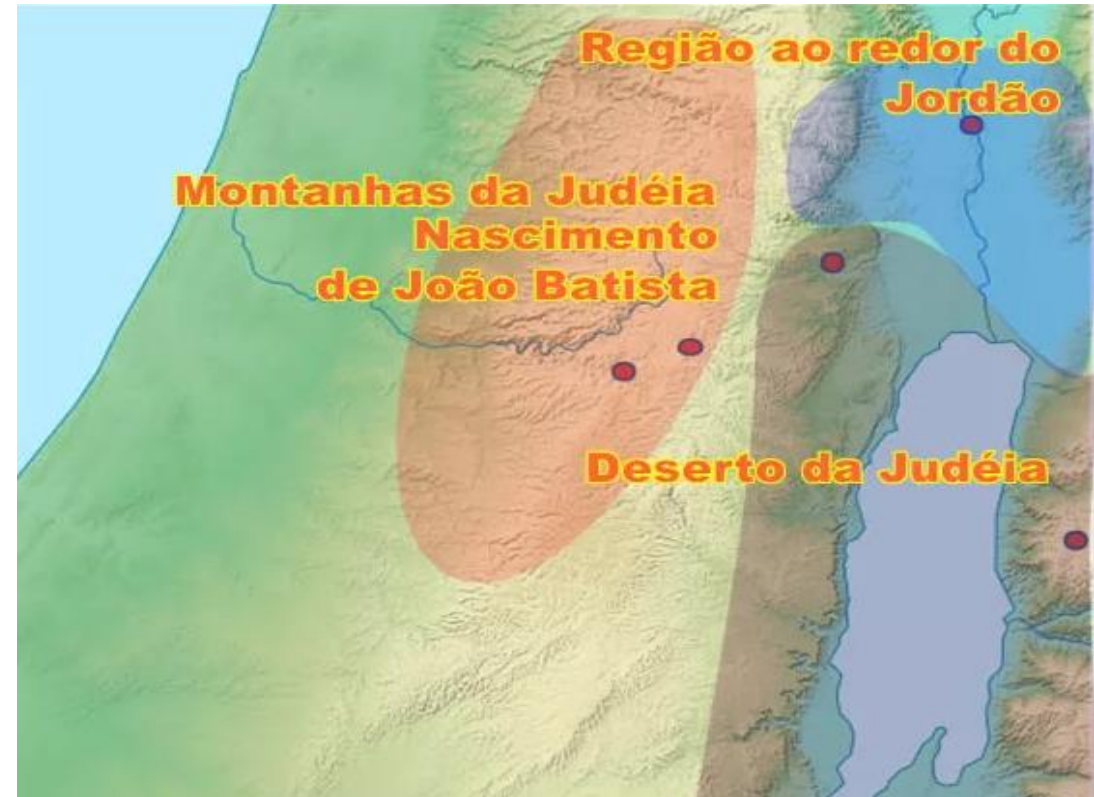 Região ao redor do
Jordão
Montanhas da Judéia
Nascimento
de João Batista
Deserto da Judéia